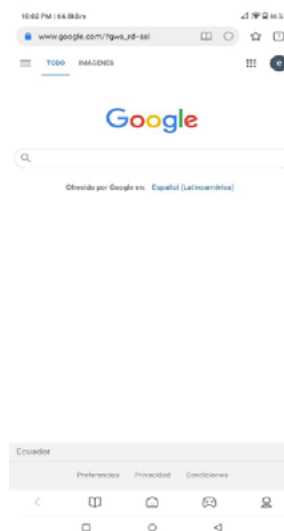 10:02 PM | 64.8kB/s
www.google.com/?gws_rd=ssl
TODO IMÁGENES
e
Google
Ofrecido por Google en: Español (Latinoamérica)
Ecuador
Preferencias Privacidad Condiciones